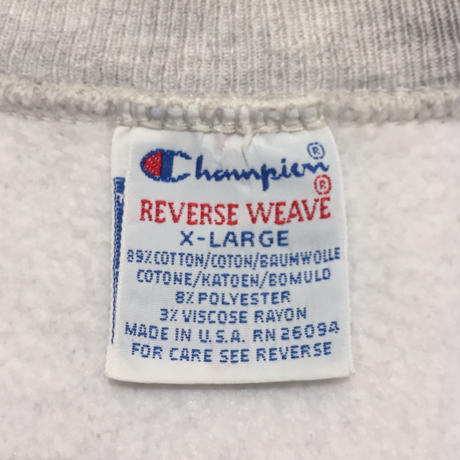 Champion®
REVERSE WEAVE®
X-LARGE
89% COTTON/COTON/BAUMWOLLE
COTONE/KATOEN/BOMULD
8% POLYESTER
3% VISCOSE RAYON
MADE IN U.S.A. RN 26094
FOR CARE SEE REVERSE